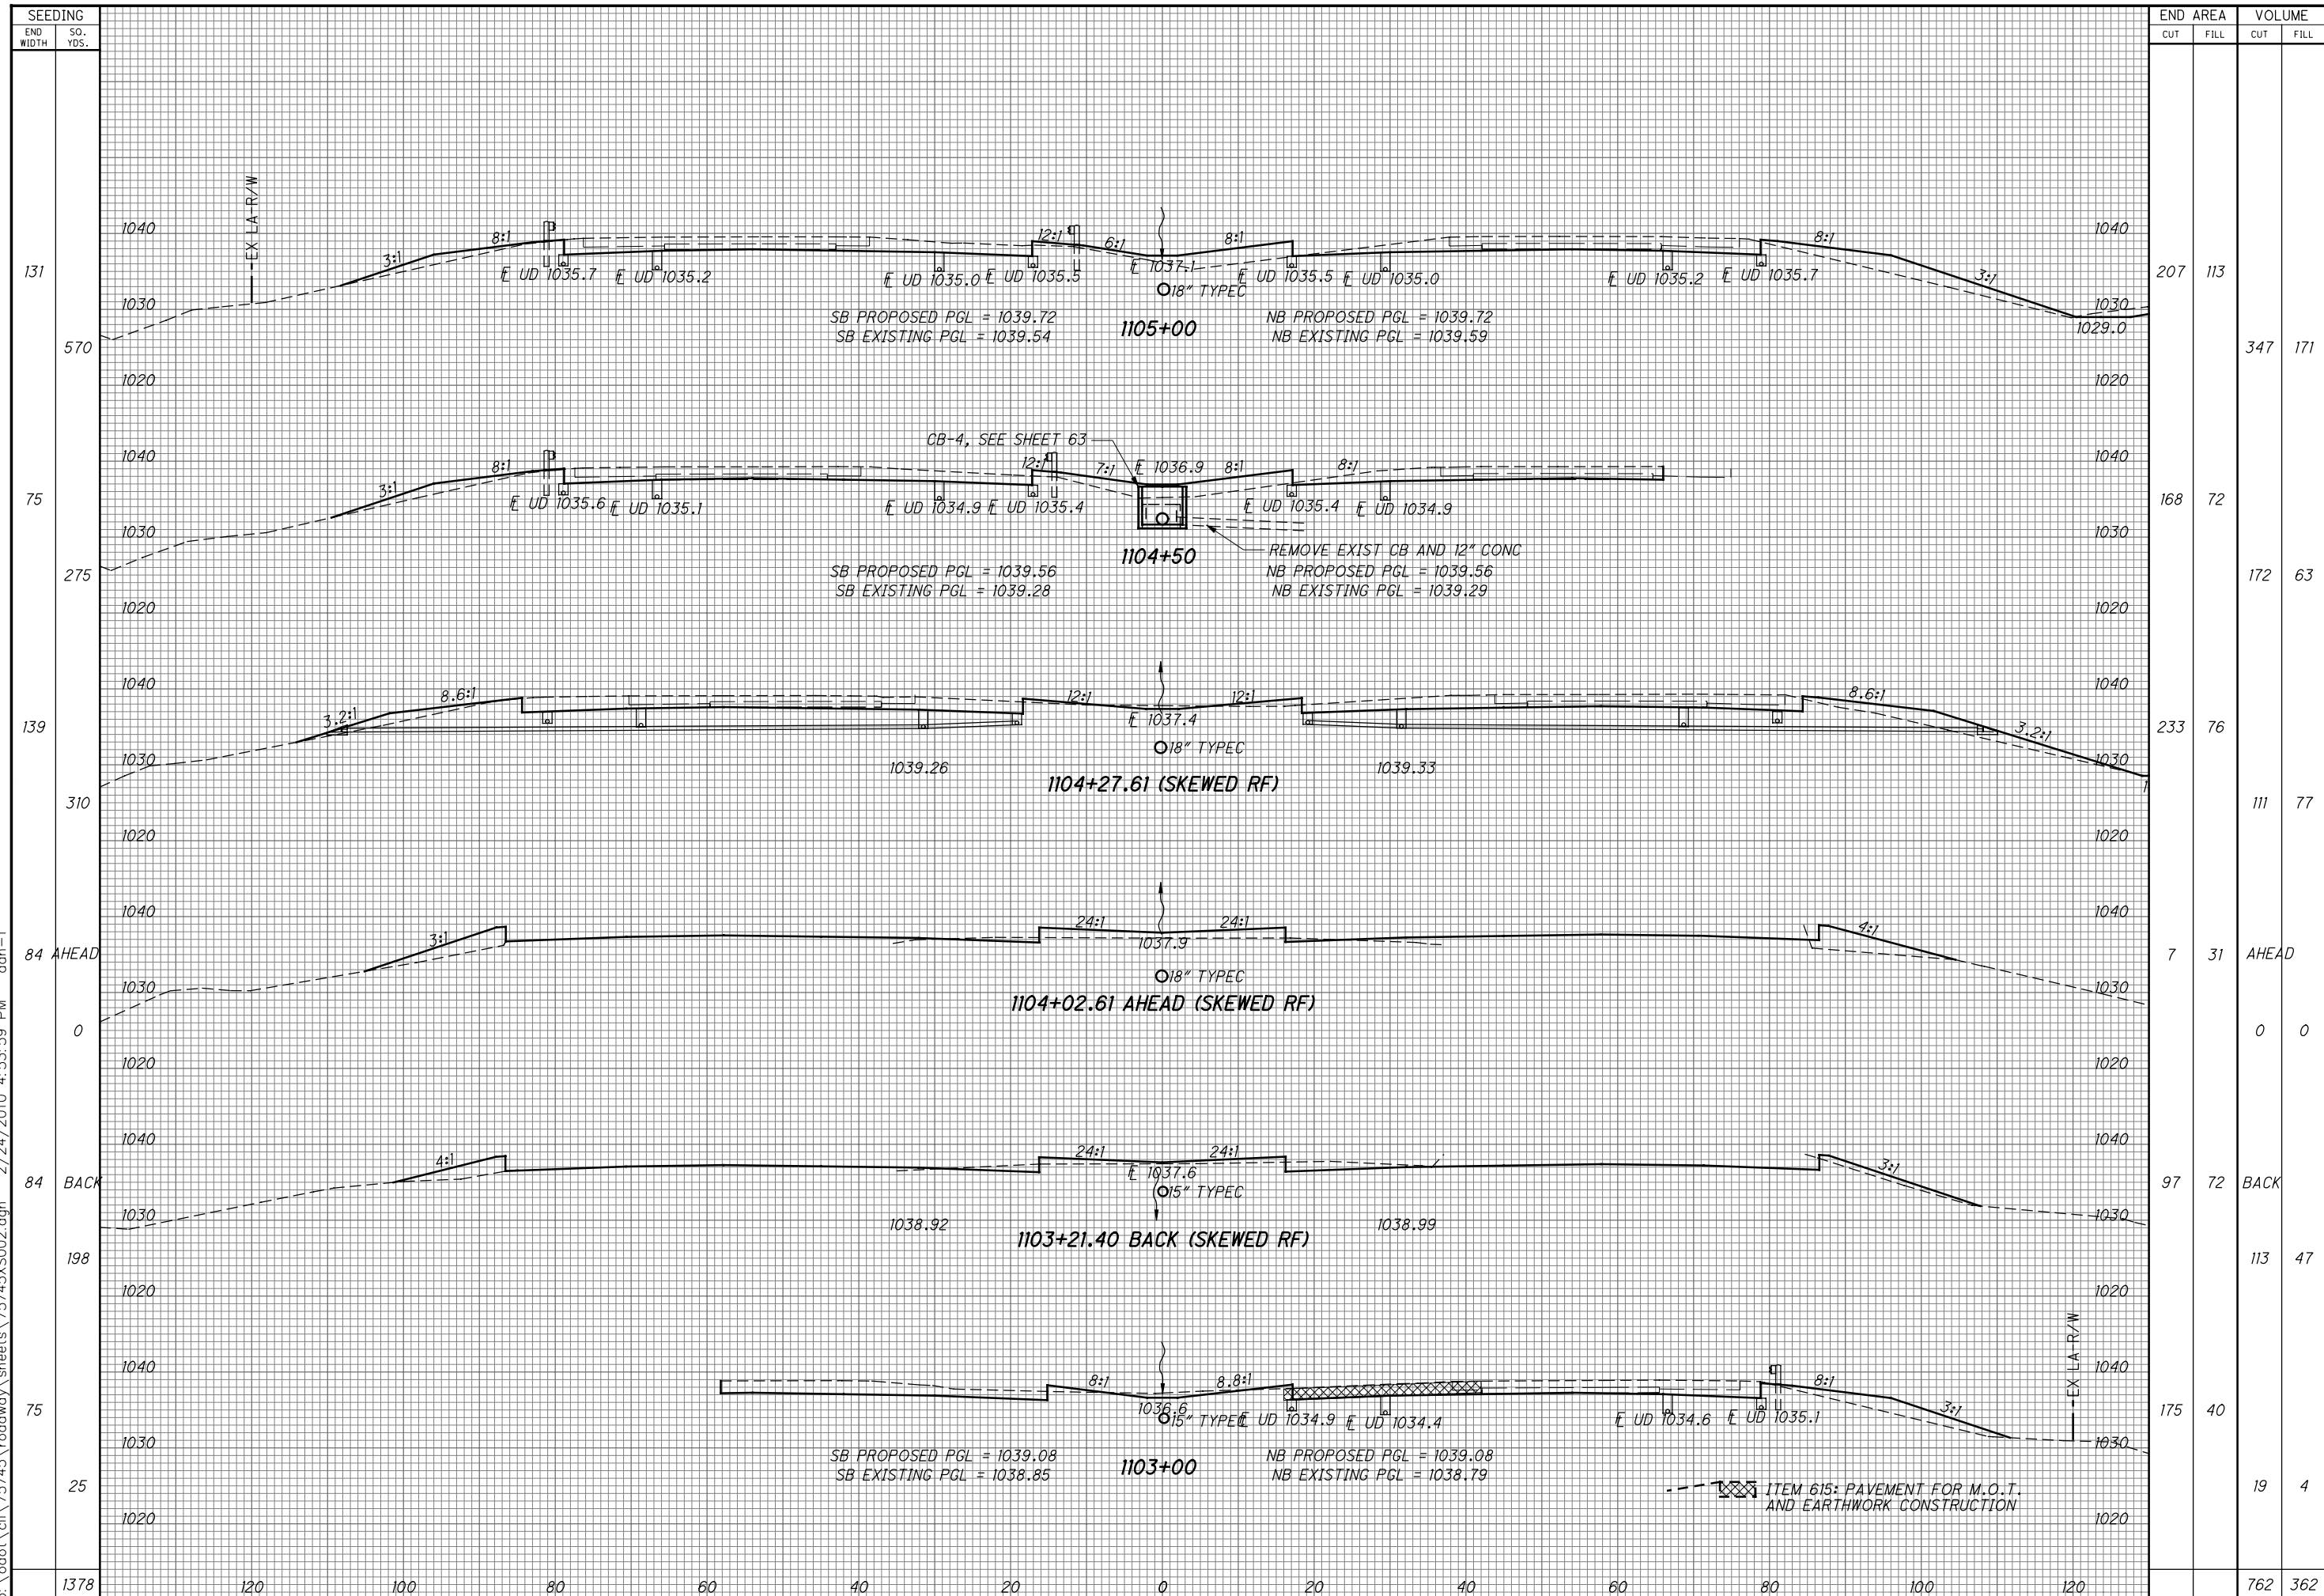 SEEDING
END WIDTH
SQ. YDS.
END AREA
VOLUME
CUT
FILL
CUT
FILL
EX LA-R/W
1040
8:1
3:1
12:1
6:1
8:1
8:1
3:1
1040
131
℄ UD 1035.7
℄ UD 1035.2
℄ UD 1035.0
℄ UD 1035.5
℄ 1037.1
℄ UD 1035.5
℄ UD 1035.0
℄ UD 1035.2
℄ UD 1035.7
207
113
1030
18" TYPEC
1030
SB PROPOSED PGL = 1039.72
SB EXISTING PGL = 1039.54
1105+00
NB PROPOSED PGL = 1039.72
NB EXISTING PGL = 1039.59
1029.0
570
347
171
1020
1020
CB-4, SEE SHEET 63
1040
8:1
3:1
12:1
7:1
℄ 1036.9
8:1
8:1
1040
75
℄ UD 1035.6
℄ UD 1035.1
℄ UD 1034.9
℄ UD 1035.4
℄ UD 1035.4
℄ UD 1034.9
168
72
1030
1030
REMOVE EXIST CB AND 12" CONC
1104+50
SB PROPOSED PGL = 1039.56
SB EXISTING PGL = 1039.28
NB PROPOSED PGL = 1039.56
NB EXISTING PGL = 1039.29
275
172
63
1020
1020
1040
8.6:1
3.2:1
12:1
12:1
8.6:1
3.2:1
1040
139
℄ 1037.4
233
76
18" TYPEC
1030
1039.26
1039.33
1030
1104+27.61 (SKEWED RF)
310
111
77
1020
1020
1040
3:1
24:1
24:1
4:1
1040
1037.9
84 AHEAD
7
31
AHEAD
18" TYPEC
1030
1030
1104+02.61 AHEAD (SKEWED RF)
0
0
0
1020
1020
1040
4:1
24:1
24:1
3:1
1040
℄ 1037.6
84 BACK
15" TYPEC
97
72
BACK
1030
1038.92
1038.99
1030
1103+21.40 BACK (SKEWED RF)
198
113
47
1020
1020
EX LA-R/W
1040
8:1
8.8:1
8:1
3:1
1040
1036.6
75
15" TYPEC
℄ UD 1034.9
℄ UD 1034.4
℄ UD 1034.6
℄ UD 1035.1
175
40
1030
1030
SB PROPOSED PGL = 1039.08
SB EXISTING PGL = 1038.85
1103+00
NB PROPOSED PGL = 1039.08
NB EXISTING PGL = 1038.79
25
ITEM 615: PAVEMENT FOR M.O.T.
AND EARTHWORK CONSTRUCTION
19
4
1020
1020
1378
120 100 80 60 40 20 0 20 40 60 80 100 120
762
362
2/24/2010 4:53:59 PM